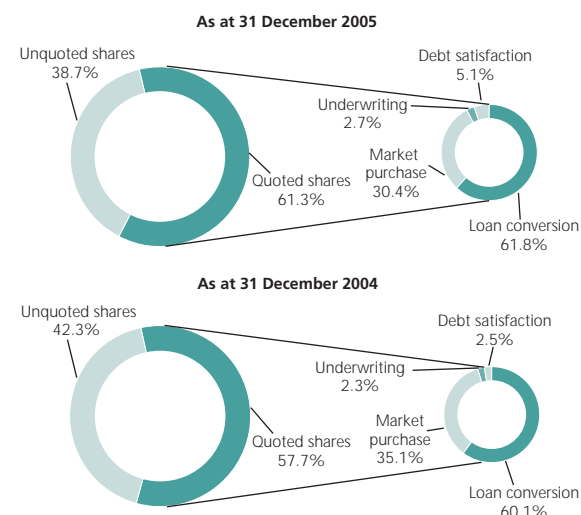 As at 31 December 2005
Unquoted shares
38.7%
Debt satisfaction
5.1%
Underwriting
2.7%
Market
purchase
30.4%
Quoted shares
61.3%
Loan conversion
61.8%
As at 31 December 2004
Unquoted shares
42.3%
Debt satisfaction
2.5%
Underwriting
2.3%
Market
purchase
35.1%
Quoted shares
57.7%
Loan conversion
60.1%